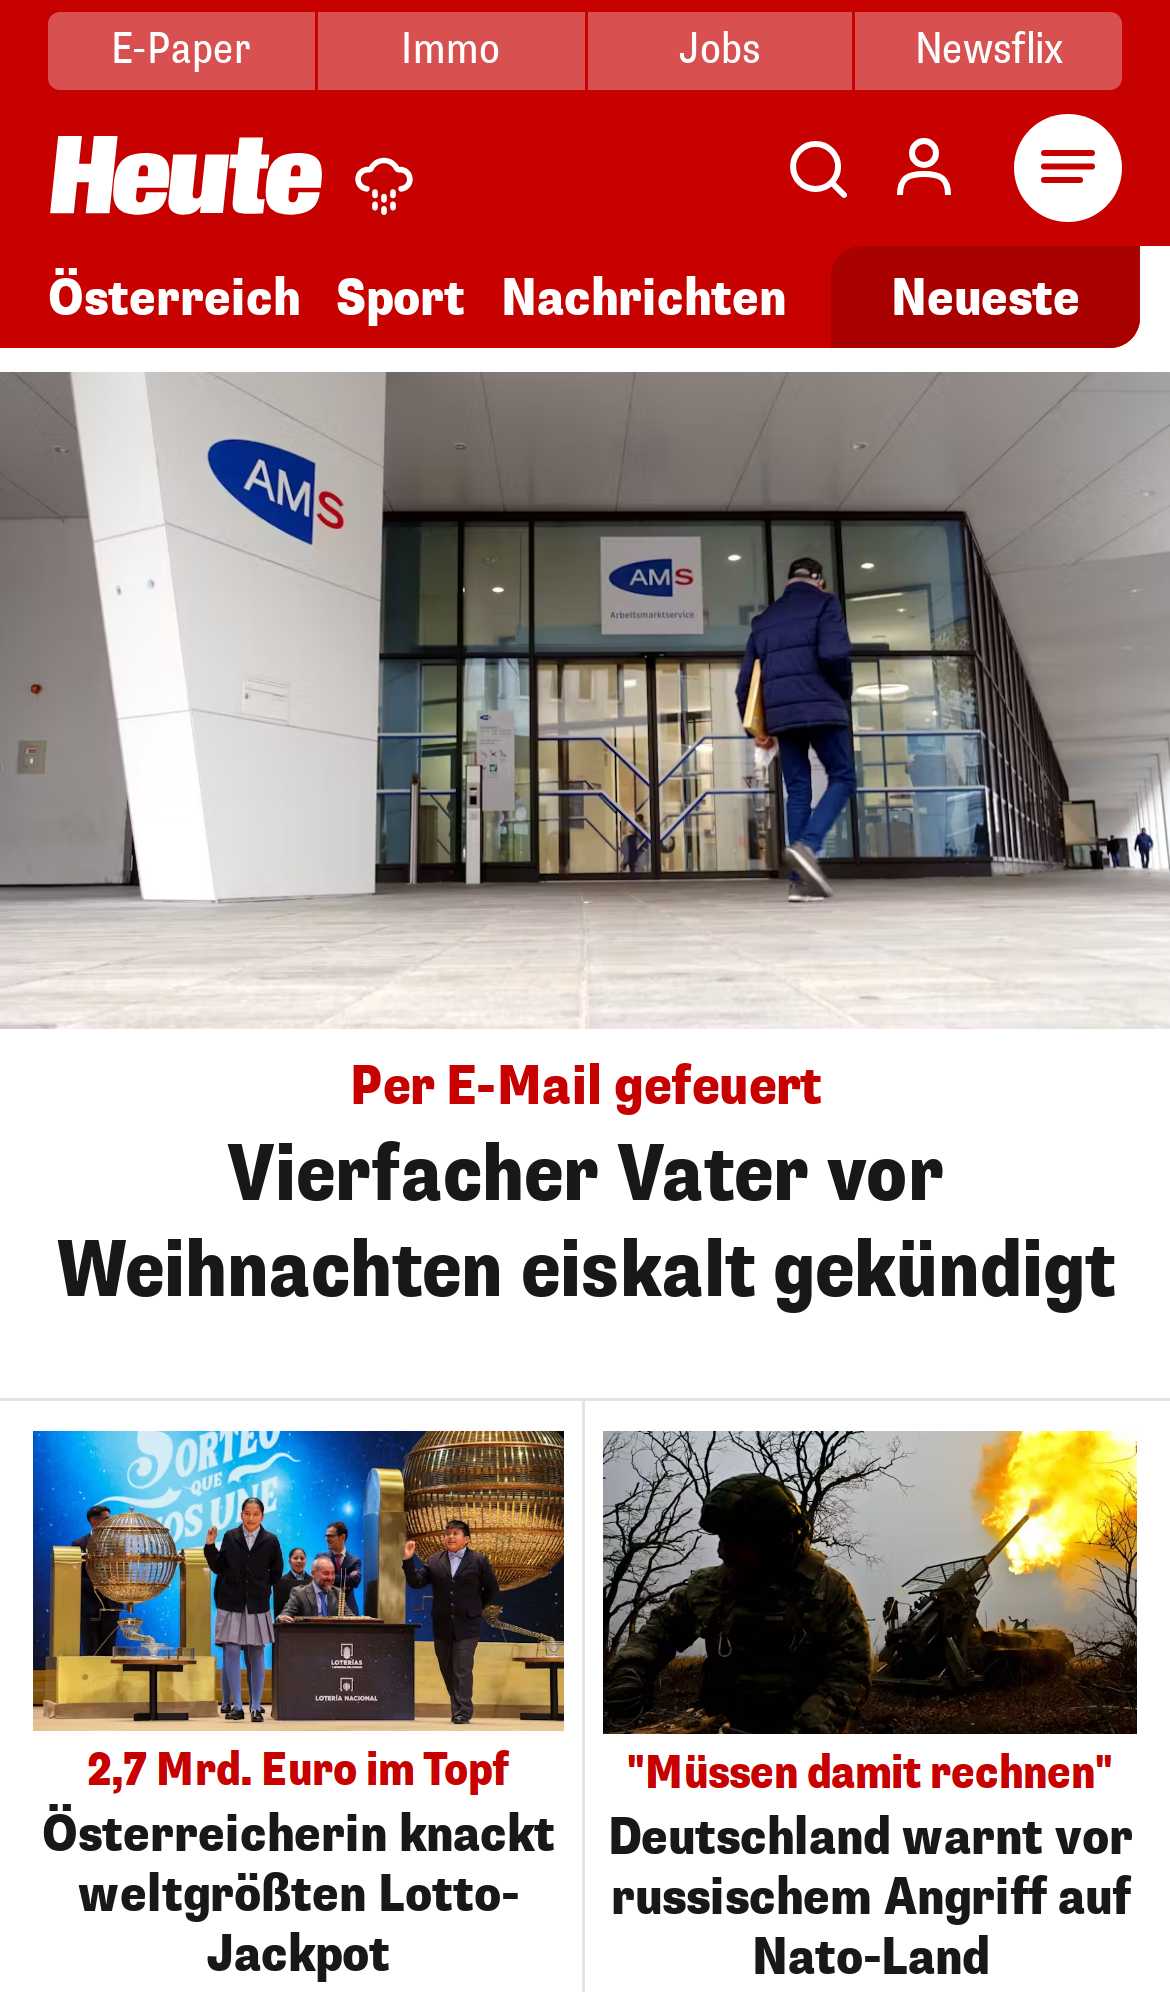 E-Paper
Immo
Jobs
Newsflix
Heute
Österreich
Sport
Nachrichten
Neueste
AMS
AMS
Arbeitsmarktservice
Per E-Mail gefeuert
Vierfacher Vater vor
Weihnachten eiskalt gekündigt
SORTEO
QUE
NOS UNE
LOTERÍAS
LOTERÍA NACIONAL
2,7 Mrd. Euro im Topf
Österreicherin knackt
weltgrößten Lotto-
Jackpot
"Müssen damit rechnen"
Deutschland warnt vor
russischem Angriff auf
Nato-Land